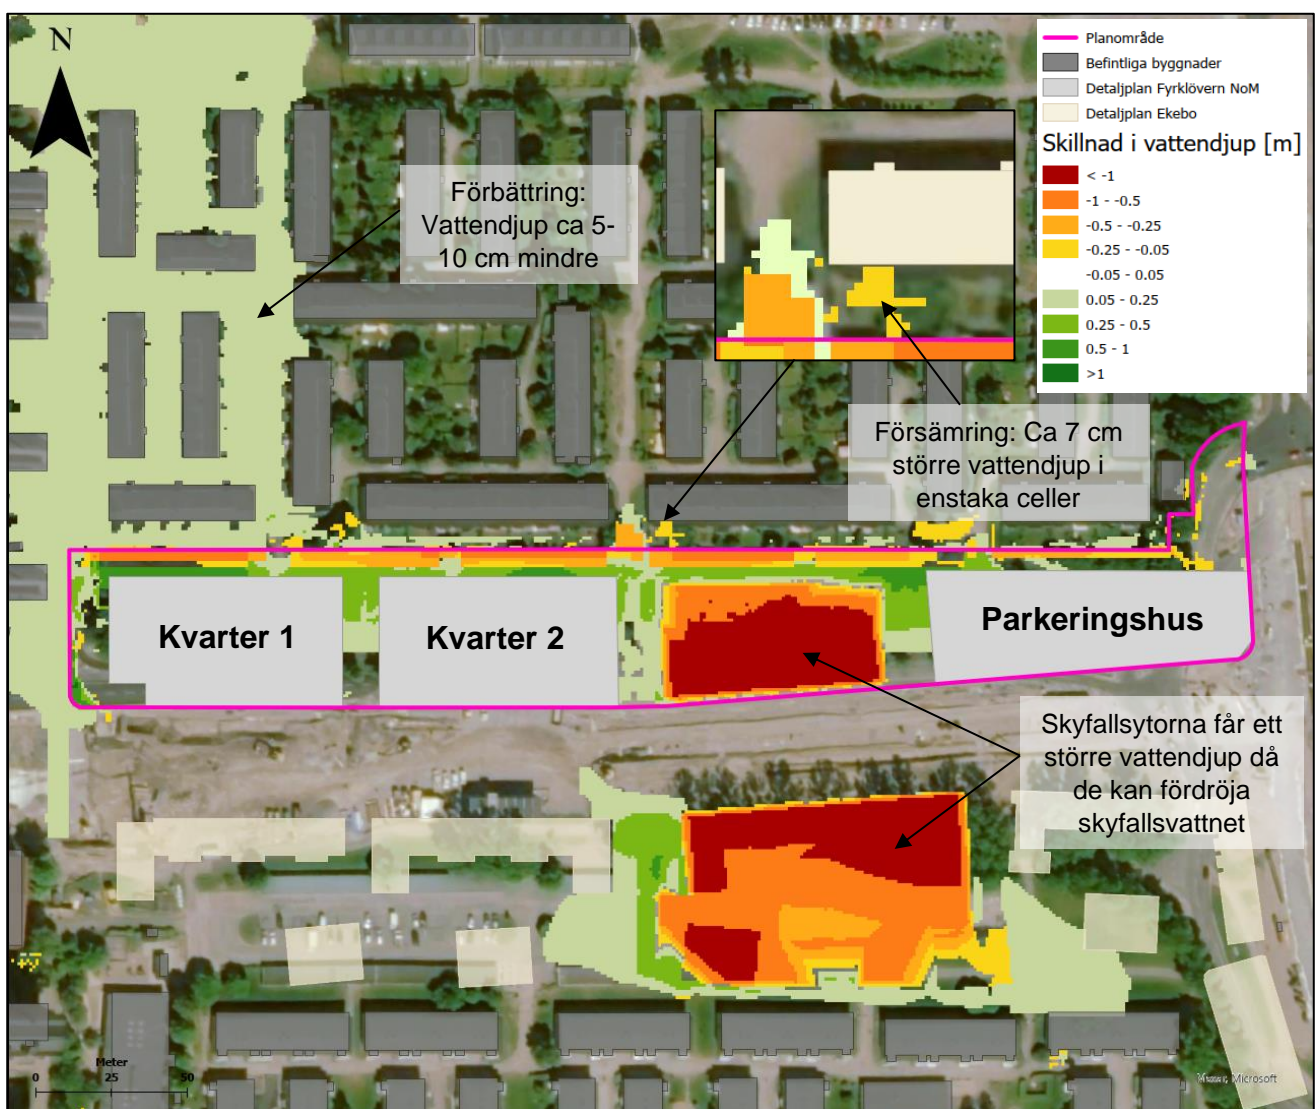 N
Planområde
Befintliga byggnader
Detaljplan Fyrklövern NoM
Detaljplan Ekebo
Skillnad i vattendjup [m]
< -1
-1 - -0.5
-0.5 - -0.25
-0.25 - -0.05
-0.05 - 0.05
0.05 - 0.25
0.25 - 0.5
0.5 - 1
>1
Förbättring:
Vattendjup ca 5-
10 cm mindre
Försämring: Ca 7 cm
större vattendjup i
enstaka celler
Kvarter 1
Kvarter 2
Parkeringshus
Skyfallsytorna får ett
större vattendjup då
de kan fördröja
skyfallsvattnet
Meter
0 25 50
Microsoft